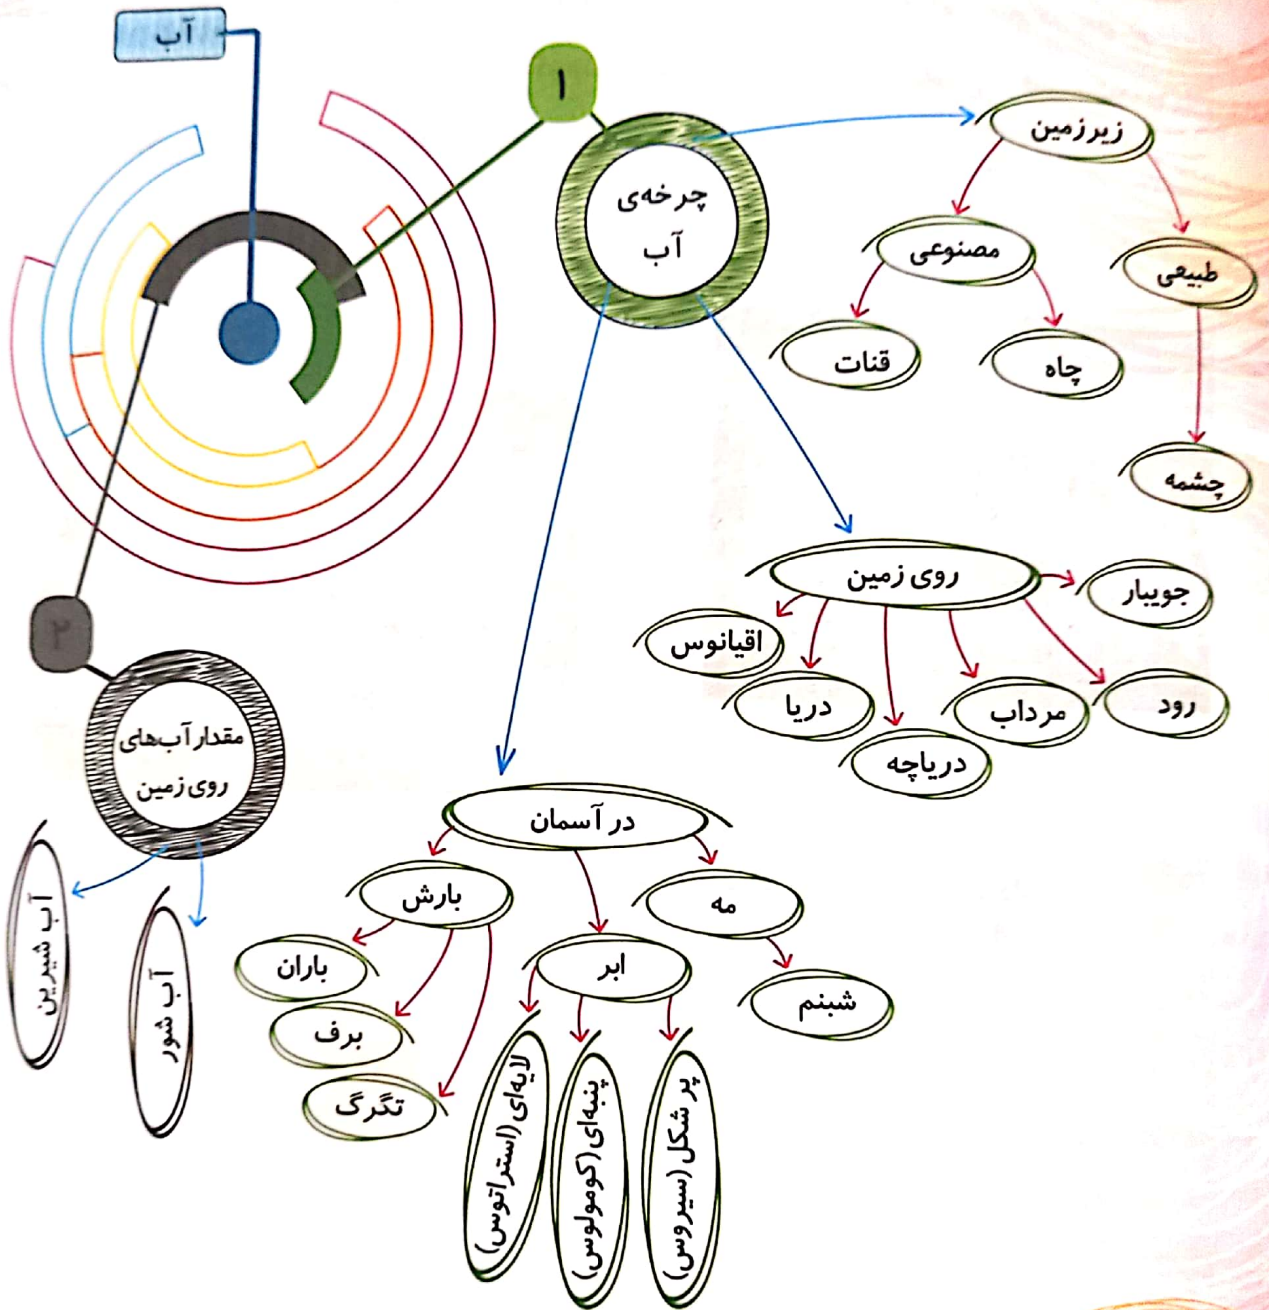 آب
۱
چرخه‌ی
آب
زیرزمین
مصنوعی
طبیعی
قنات
چاه
چشمه
روی زمین
جویبار
اقیانوس
دریا
دریاچه
مرداب
رود
۲
مقدار آب‌های
روی زمین
آب شیرین
آب شور
در آسمان
بارش
مه
ابر
باران
برف
تگرگ
شبنم
لایه‌ای (استراتوس)
پنبه‌ای (کومولوس)
پر شکل (سیروس)